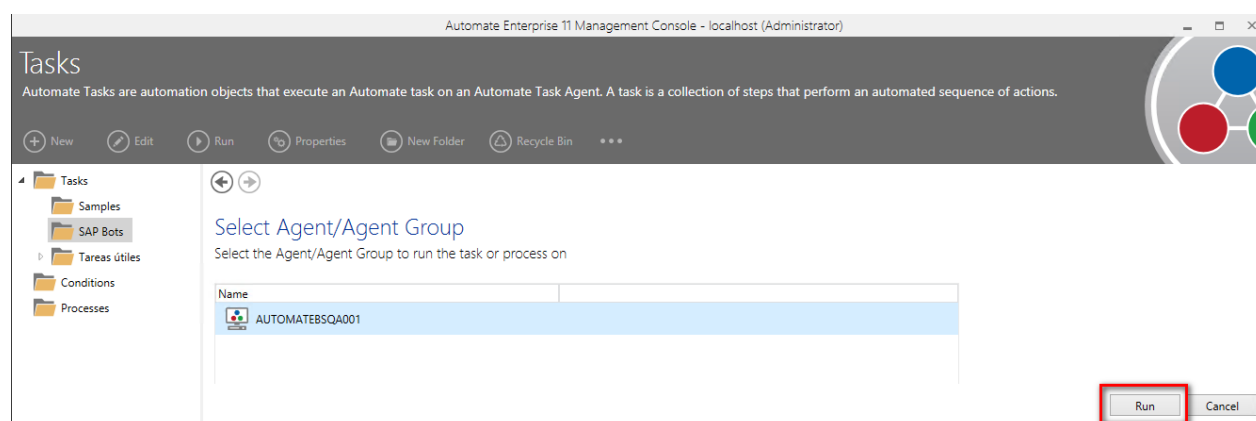 Automate Enterprise 11 Management Console - localhost (Administrator)
Tasks
Automate Tasks are automation objects that execute an Automate task on an Automate Task Agent. A task is a collection of steps that perform an automated sequence of actions.
New Edit Run Properties New Folder Recycle Bin
Tasks
Samples
SAP Bots
Tareas útiles
Conditions
Processes
Select Agent/Agent Group
Select the Agent/Agent Group to run the task or process on
Name
AUTOMATEBSQA001
Run Cancel